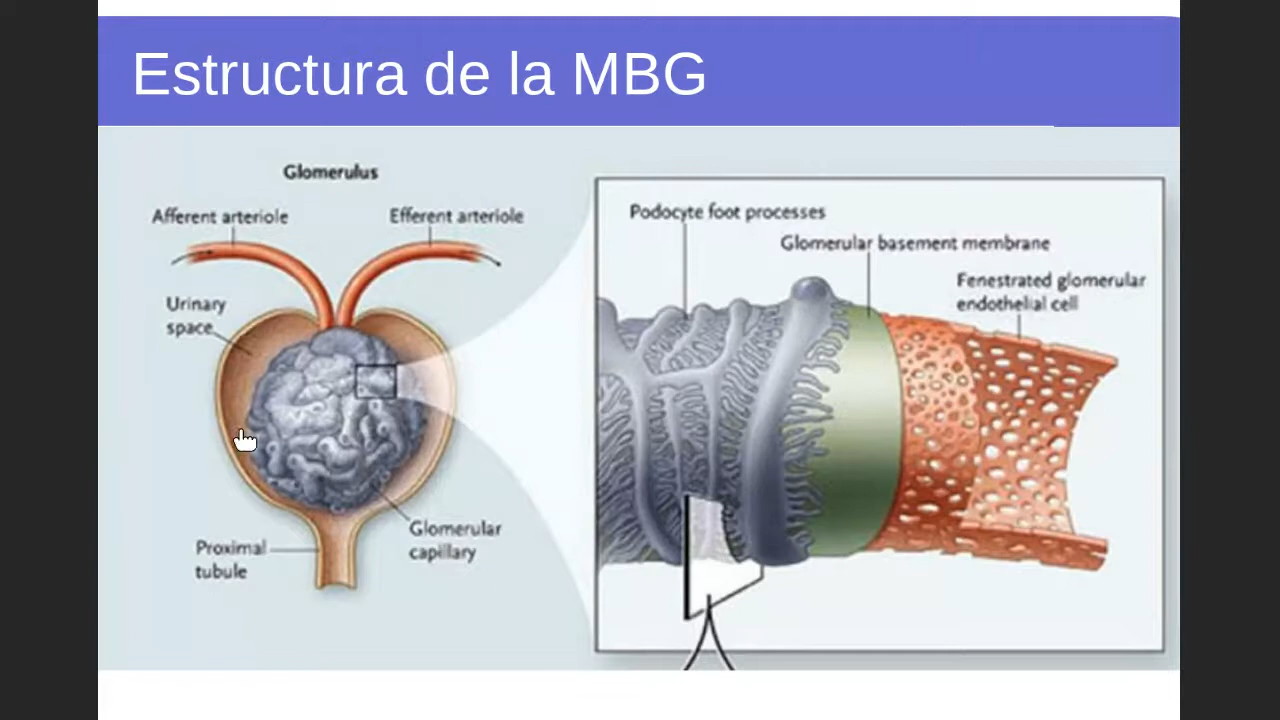 Estructura de la MBG
Glomerulus
Afferent arteriole
Efferent arteriole
Urinary
space
Glomerular
capillary
Proximal
tubule
Podocyte foot processes
Glomerular basement membrane
Fenestrated glomerular
endothelial cell